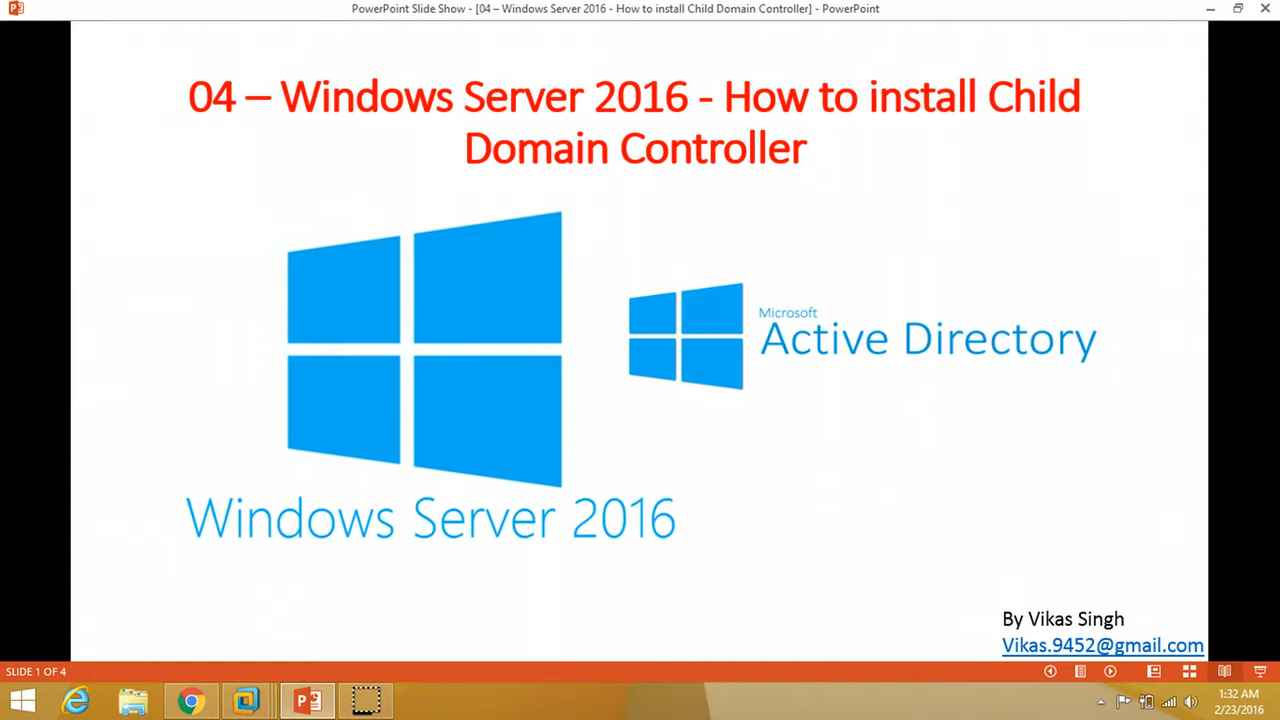 PowerPoint Slide Show - [04 – Windows Server 2016 - How to install Child Domain Controller] - PowerPoint
04 – Windows Server 2016 - How to install Child
Domain Controller
Microsoft
Active Directory
Windows Server 2016
By Vikas Singh
Vikas.9452@gmail.com
SLIDE 1 OF 4
1:32 AM
2/23/2016